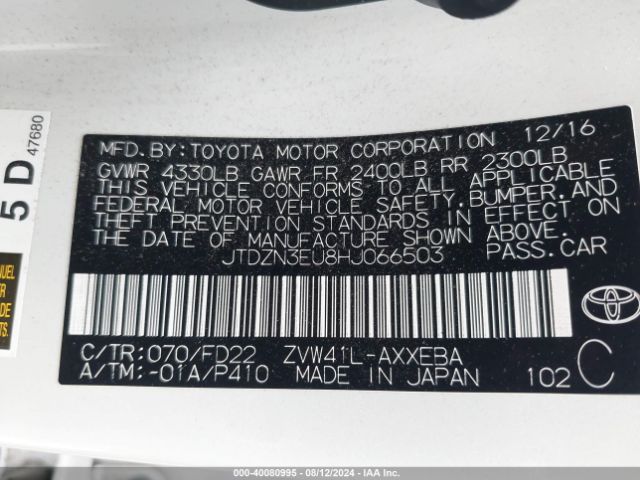 5 D 47680
MFD. BY: TOYOTA MOTOR CORPORATION 12/16
GVWR 4330LB GAWR FR 2400LB RR 2300LB
THIS VEHICLE CONFORMS TO ALL APPLICABLE
FEDERAL MOTOR VEHICLE SAFETY, BUMPER, AND
THEFT PREVENTION STANDARDS IN EFFECT ON
THE DATE OF MANUFACTURE SHOWN ABOVE.
JTDZN3EU8HJ066503 PASS. CAR
C/TR: 070/FD22 ZVW41L-AXXEBA
A/TM: -01A/P410 MADE IN JAPAN 102 C
000-40080995 - 08/12/2024 - IAA Inc.